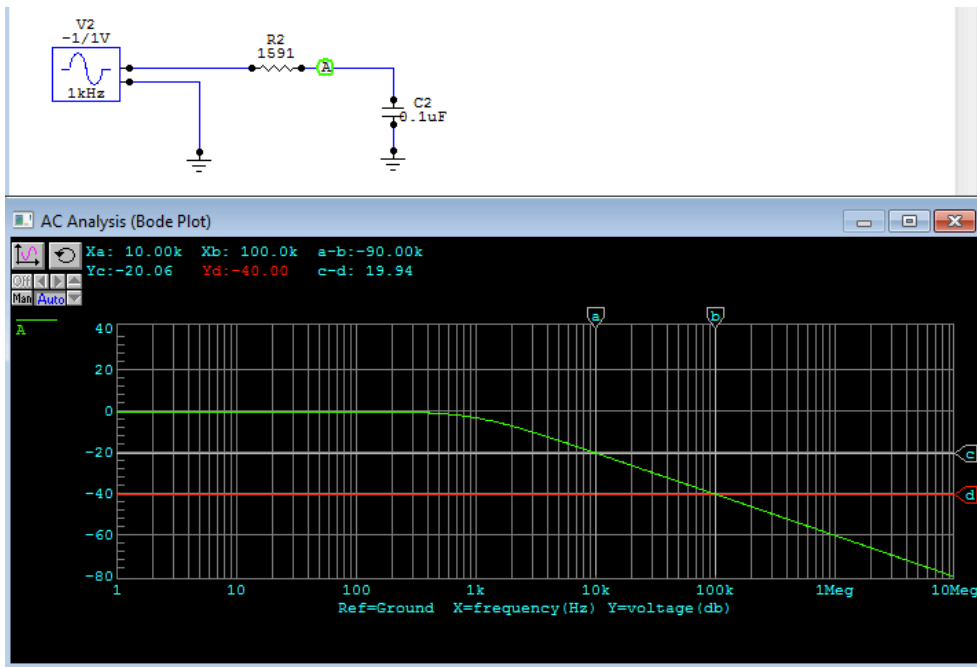 V2
-1/1V
R2
1591
A
1kHz
C2
0.1uF
AC Analysis (Bode Plot)
Xa: 10.00k Xb: 100.0k a-b:-90.00k
Yc:-20.06 Yd:-40.00 c-d: 19.94
Off
Man Auto
A
a b
40
20
0
-20
c
-40
d
-60
-80
1 10 100 1k 10k 100k 1Meg 10Meg
Ref=Ground X=frequency(Hz) Y=voltage(db)